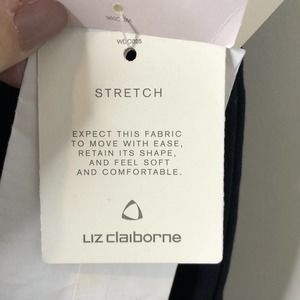 STRETCH
EXPECT THIS FABRIC
TO MOVE WITH EASE,
RETAIN ITS SHAPE,
AND FEEL SOFT
AND COMFORTABLE.
LIZ CLAIBORNE